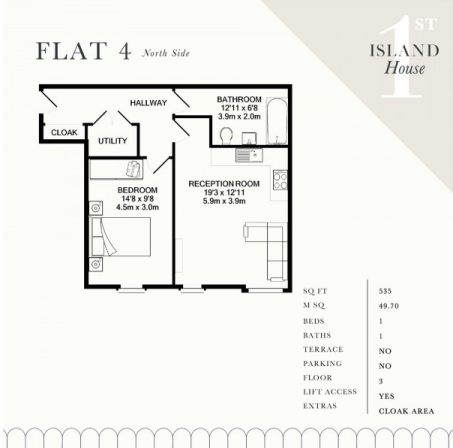 FLAT 4 North Side
1ST
ISLAND
House
HALLWAY
BATHROOM
12'11 x 6'8
3.9m x 2.0m
CLOAK
UTILITY
BEDROOM
14'8 x 9'8
4.5m x 3.0m
RECEPTION ROOM
19'3 x 12'11
5.9m x 3.9m
SQ FT 535
M SQ 49.70
BEDS 1
BATHS 1
TERRACE NO
PARKING NO
FLOOR 3
LIFT ACCESS YES
EXTRAS CLOAK AREA